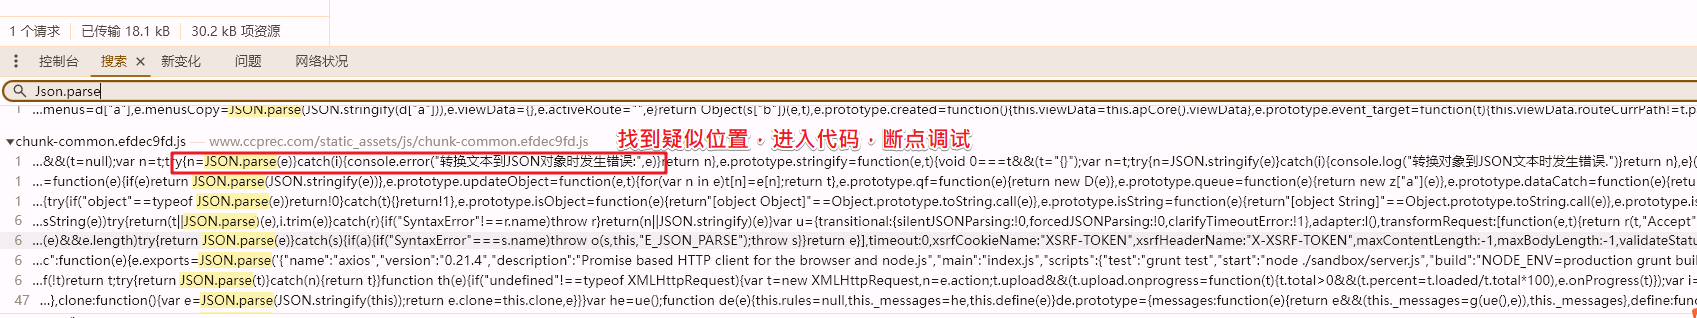 1 个请求 已传输 18.1 kB 30.2 kB 项资源
控制台 搜索 新变化 问题 网络状况
Json.parse
1 ...menus=d["a"],e.menusCopy=JSON.parse(JSON.stringify(d["a"])),e.viewData={},e.activeRoute="",e}return Object(s["b"])(e,t),e.prototype.created=function(){this.viewData=this.apCore().viewData},e.prototype.event_target=function(t){this.viewData.routeCurrPath!=t.p
chunk-common.efdec9fd.js — www.ccprec.com/static_assets/js/chunk-common.efdec9fd.js 找到疑似位置,进入代码,断点调试
1 ...&&(t=null);var n=t;try{n=JSON.parse(e)}catch(i){console.error("转换文本到JSON对象时发生错误:",e)}return n},e.prototype.stringify=function(e,t){void 0===t&&(t="{}");var n=t;try{n=JSON.stringify(e)}catch(i){console.log("转换对象到JSON文本时发生错误.")}return n},e}(
1 ...=function(e){if(e)return JSON.parse(JSON.stringify(e))},e.prototype.updateObject=function(e,t){for(var n in e)t[n]=e[n];return t},e.prototype.qf=function(e){return new D(e)},e.prototype.queue=function(e){return new z["a"](e)},e.prototype.dataCatch=function(e){retu
1 ...{try{if("object"==typeof JSON.parse(e))return!0}catch(t){}return!1},e.prototype.isObject=function(e){return"[object Object]"==Object.prototype.toString.call(e)},e.prototype.isString=function(e){return"[object String]"==Object.prototype.toString.call(e)},e.prototype.is
6 ...sString(e))try{return(t||JSON.parse)(e),i.trim(e)}catch(r){if("SyntaxError"!==r.name)throw r}return(n||JSON.stringify)(e)}var u={transitional:{silentJSONParsing:!0,forcedJSONParsing:!0,clarifyTimeoutError:!1},adapter:l(),transformRequest:[function(e,t){return r(t,"Accept"
6 ...(e)&&e.length)try{return JSON.parse(e)}catch(s){if(a){if("SyntaxError"===s.name)throw o(s,this,"E_JSON_PARSE");throw s}}return e}],timeout:0,xsrfCookieName:"XSRF-TOKEN",xsrfHeaderName:"X-XSRF-TOKEN",maxContentLength:-1,maxBodyLength:-1,validateStatu
6 ...c":function(e){e.exports=JSON.parse('{"name":"axios","version":"0.21.4","description":"Promise based HTTP client for the browser and node.js","main":"index.js","scripts":{"test":"grunt test","start":"node ./sandbox/server.js","build":"NODE_ENV=production grunt buil
6 ...f(!t)return t;try{return JSON.parse(t)}catch(n){return t}}function th(e){if("undefined"!==typeof XMLHttpRequest){var t=new XMLHttpRequest,n=e.action;t.upload&&(t.upload.onprogress=function(t){t.total>0&&(t.percent=t.loaded/t.total*100),e.onProgress(t)});var i=
47 ...},clone:function(){var e=JSON.parse(JSON.stringify(this));return e.clone=this.clone,e}}}var he=ue();function de(e){this.rules=null,this._messages=he,this.define(e)}de.prototype={messages:function(e){return e&&(this._messages=g(ue(),e)),this._messages},define:func